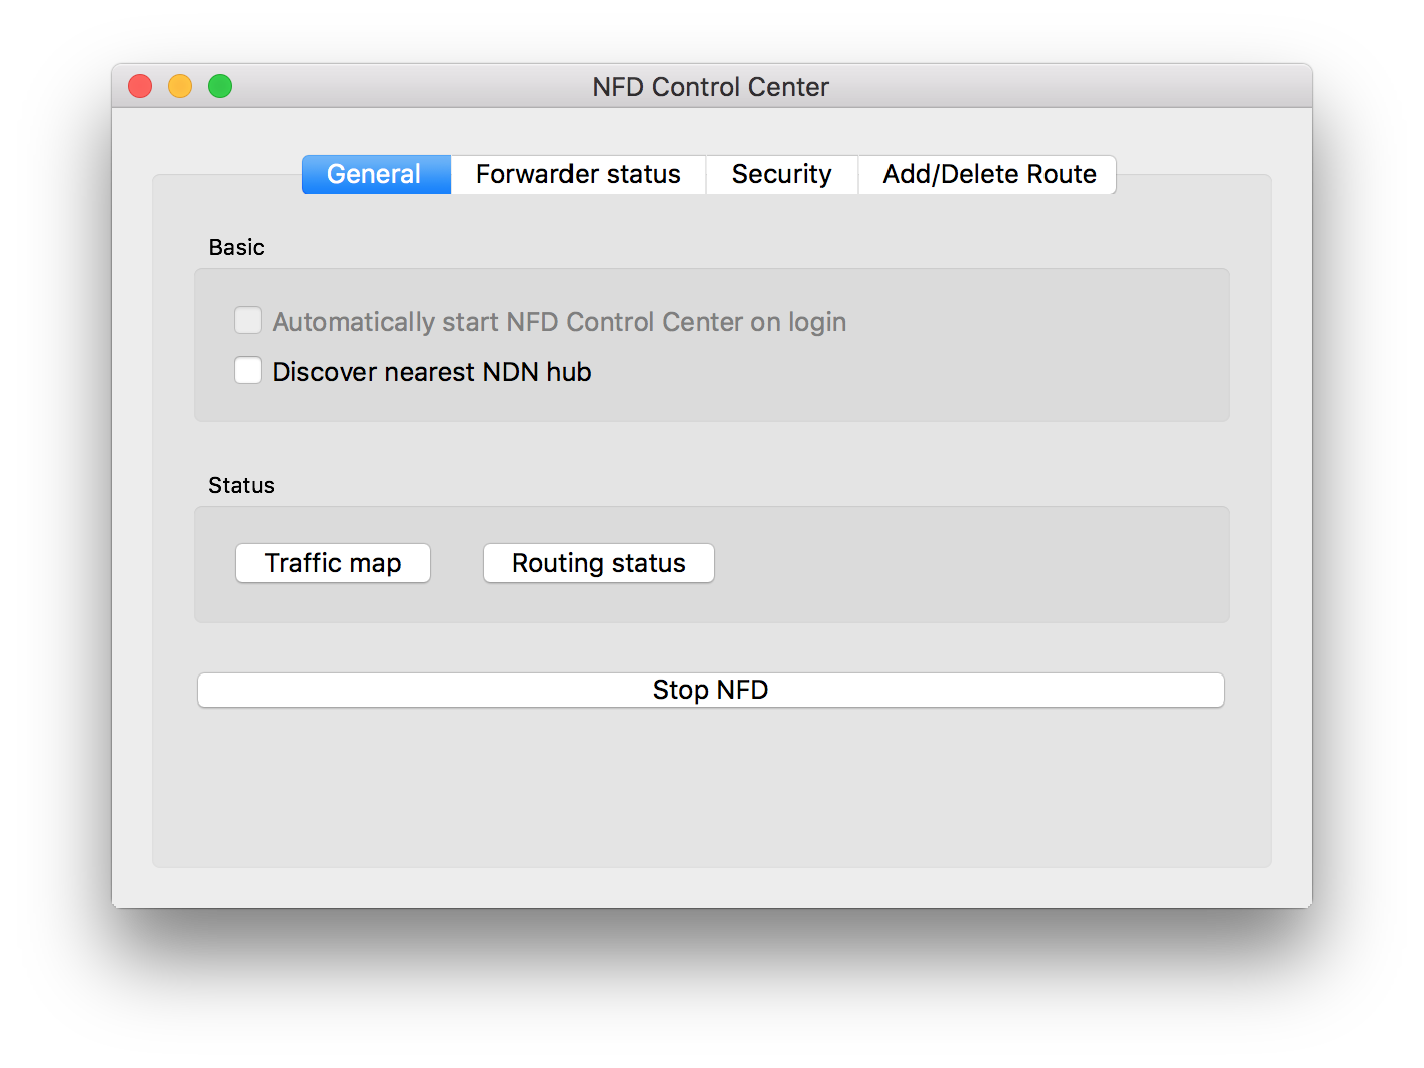 NFD Control Center
General Forwarder status Security Add/Delete Route
Basic
Automatically start NFD Control Center on login
Discover nearest NDN hub
Status
Traffic map Routing status
Stop NFD